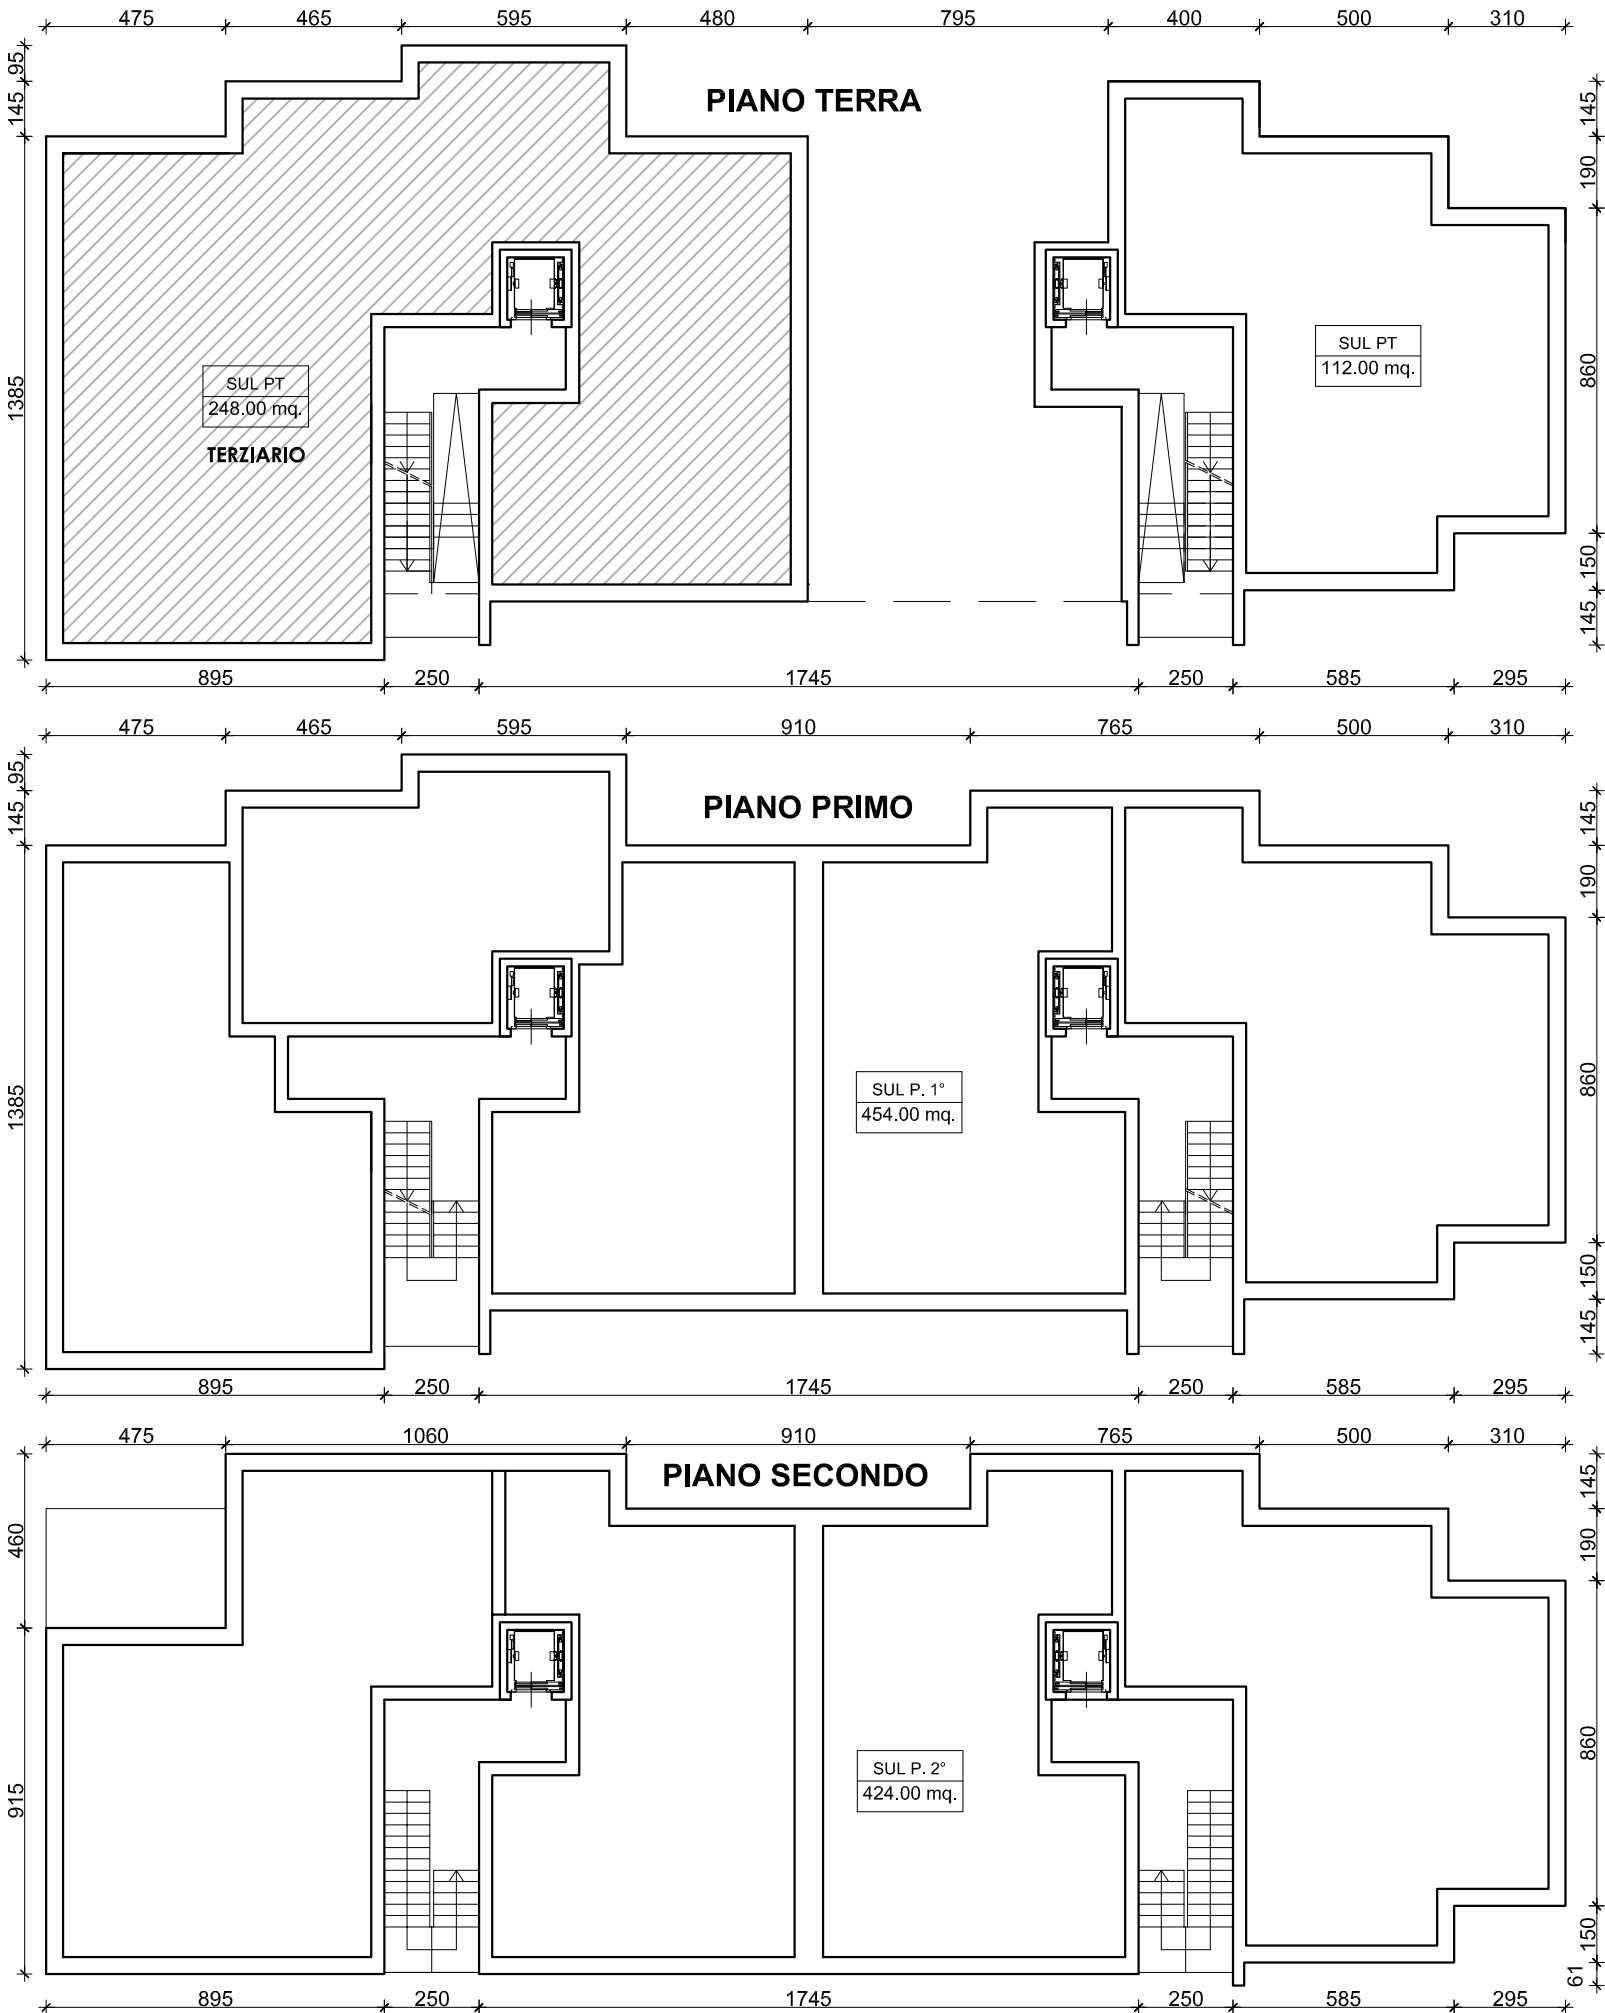 475 465 595 480 795 400 500 310
95
145
1385
PIANO TERRA
145
190
860
150
145
SUL PT
112.00 mq.
SUL PT
248.00 mq.
TERZIARIO
895 250 1745 250 585 295
475 465 595 910 765 500 310
95
145
1385
PIANO PRIMO
145
190
860
150
145
SUL P. 1°
454.00 mq.
895 250 1745 250 585 295
475 1060 910 765 500 310
460
915
PIANO SECONDO
145
190
860
150
61
SUL P. 2°
424.00 mq.
895 250 1745 250 585 295